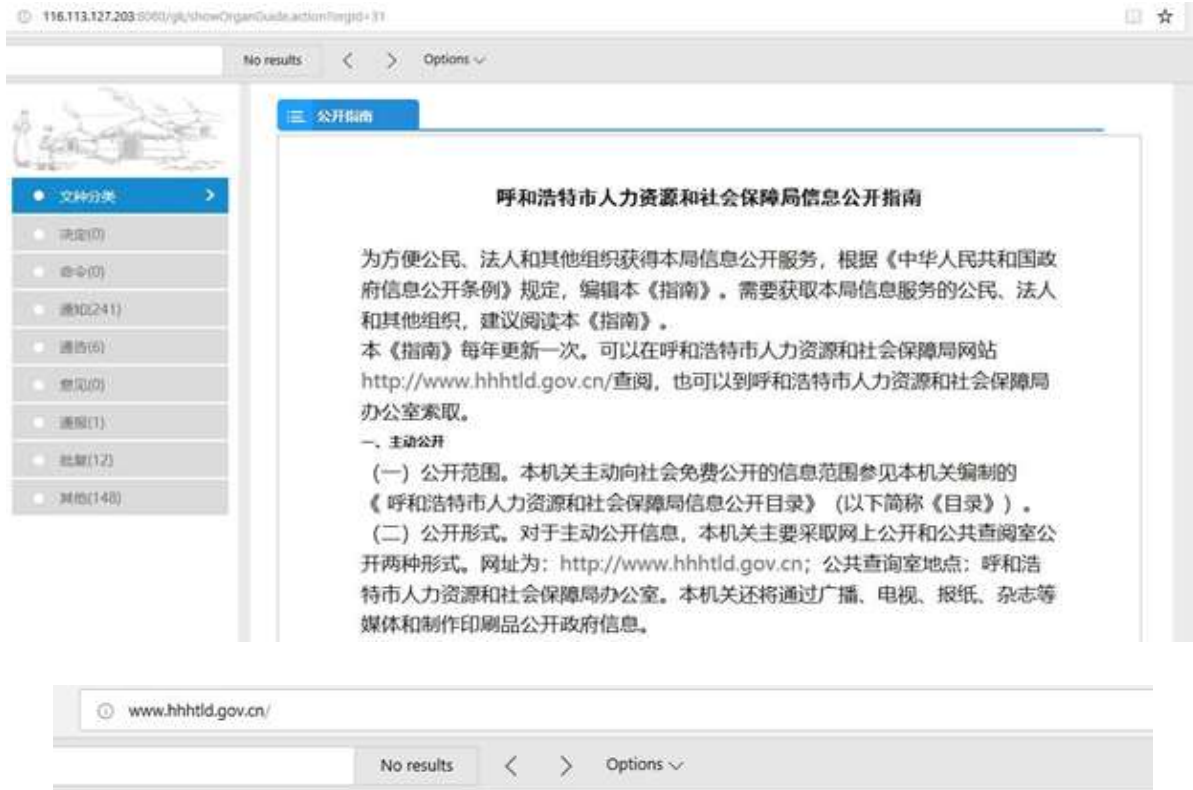 116.113.127.203:8080/gk/showOrganGuide.action?orgid=31
No results
Options
公开指南
文种分类
决定(0)
命令(0)
通知(241)
通告(6)
意见(0)
通报(1)
批复(12)
其他(148)
呼和浩特市人力资源和社会保障局信息公开指南
为方便公民、法人和其他组织获得本局信息公开服务，根据《中华人民共和国政
府信息公开条例》规定，编辑本《指南》。需要获取本局信息服务的公民、法人
和其他组织，建议阅读本《指南》。
本《指南》每年更新一次。可以在呼和浩特市人力资源和社会保障局网站
http://www.hhhtld.gov.cn/查阅，也可以到呼和浩特市人力资源和社会保障局
办公室索取。
一、主动公开
（一）公开范围。本机关主动向社会免费公开的信息范围参见本机关编制的
《 呼和浩特市人力资源和社会保障局信息公开目录》（以下简称《目录》）.
（二）公开形式。对于主动公开信息，本机关主要采取网上公开和公共查阅室公
开两种形式。网址为：http://www.hhhtld.gov.cn；公共查询室地点：呼和浩
特市人力资源和社会保障局办公室。本机关还将通过广播、电视、报纸、杂志等
媒体和制作印刷品公开政府信息。
www.hhhtld.gov.cn/
No results
Options